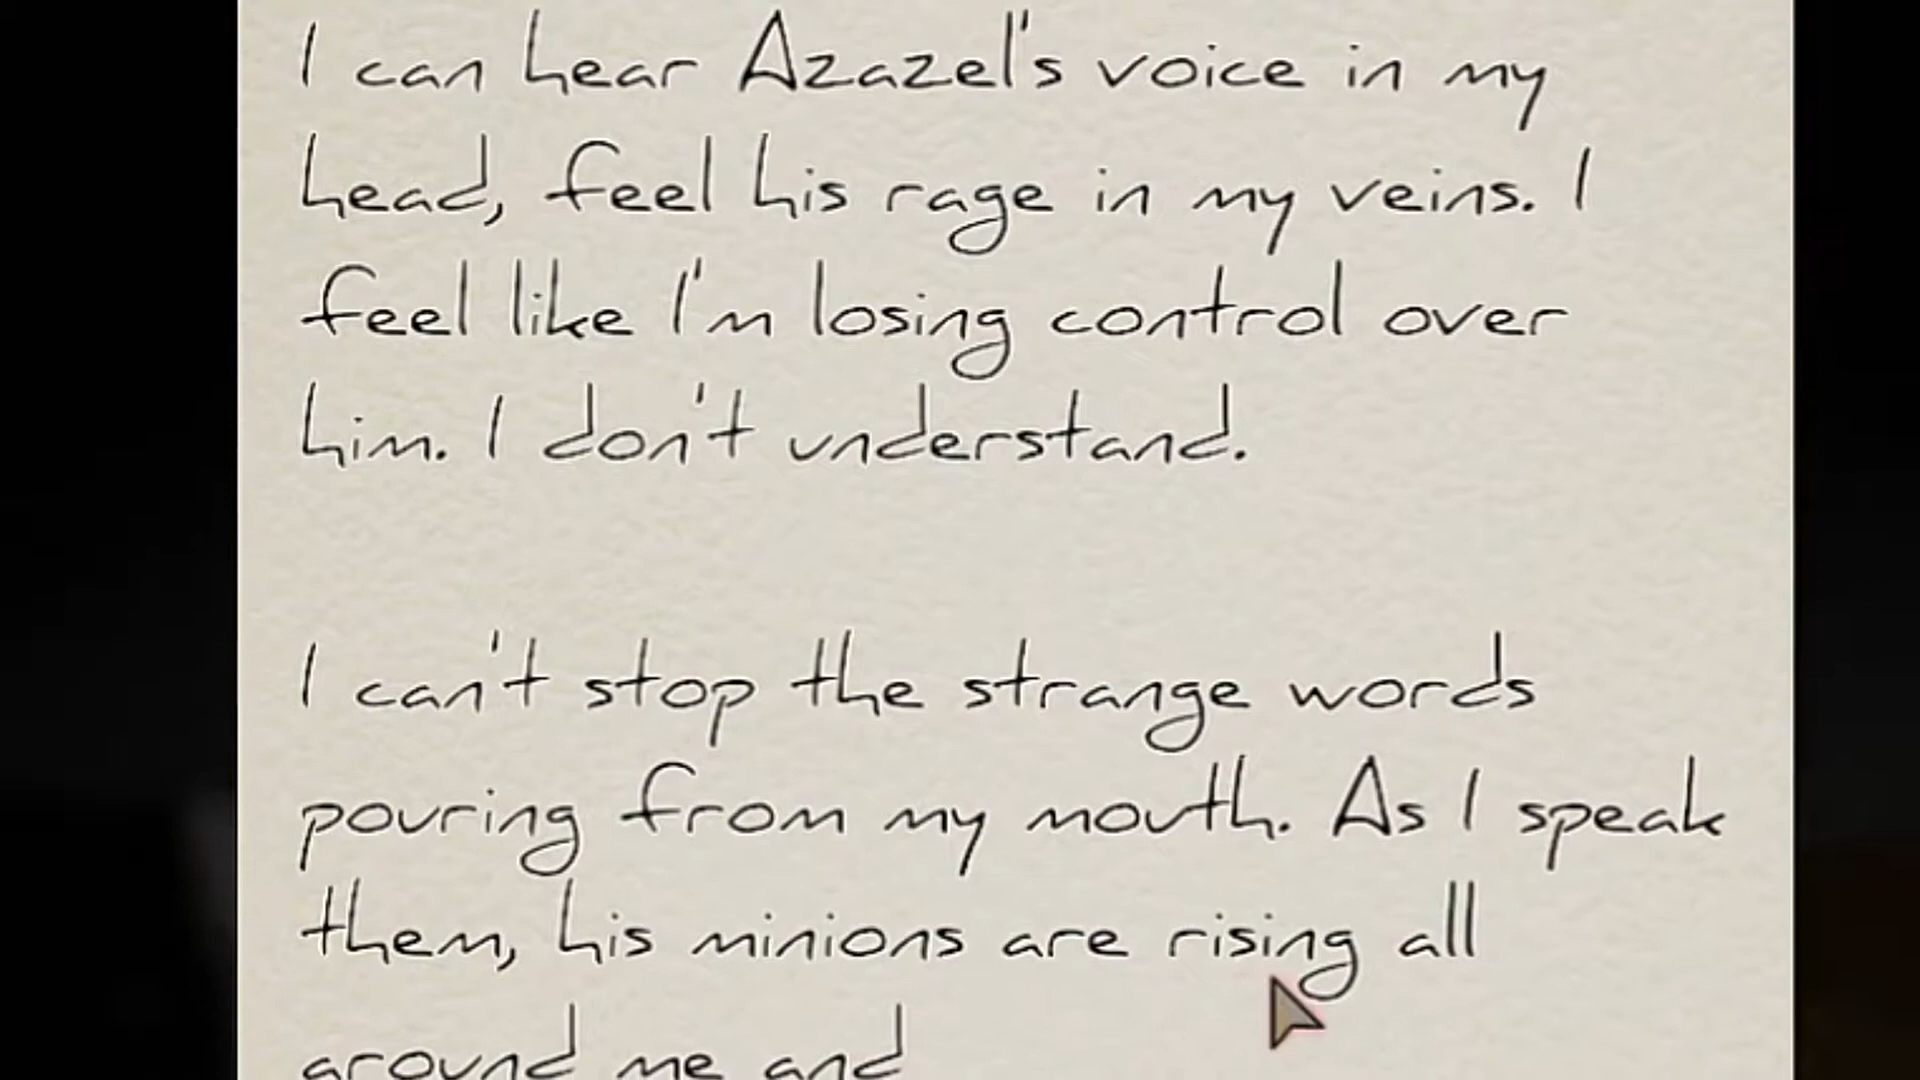 I can hear Azazel's voice in my
head, feel his rage in my veins. I
feel like I'm losing control over
him. I don't understand.
I can't stop the strange words
pouring from my mouth. As I speak
them, his minions are rising all
around me and